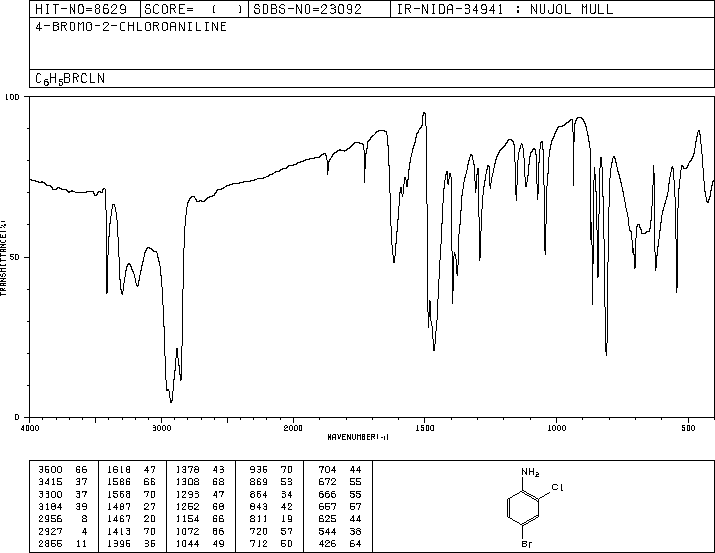 HIT-NO=8629 SCORE= ( ) SDBS-NO=23092 IR-NIDA-34941 : NUJOL MULL
4-BROMO-2-CHLOROANILINE
C6H5BRCLN
100
50
0
TRANSMITTANCE(%)
4000 3000 2000 1500 1000 500
WAVENUMBER(-1)
3500 66 1618 47 1378 43 936 70 704 44
3415 37 1586 66 1308 68 869 53 672 55
3300 37 1568 70 1293 47 864 34 666 55
3184 39 1487 27 1252 68 843 42 657 57
2956 8 1467 20 1154 66 811 19 625 44
2927 4 1413 70 1072 66 720 57 544 38
2855 11 1396 36 1044 49 712 50 426 64
NH2
Cl
Br